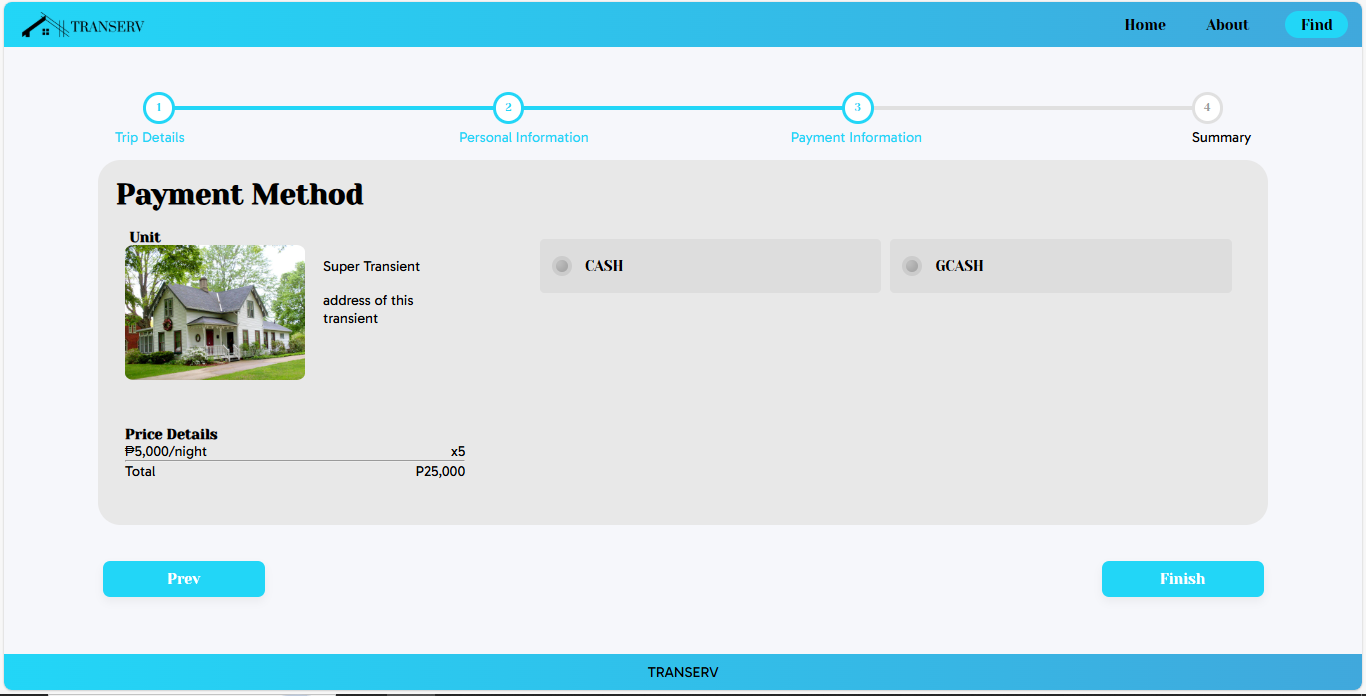 TRANSERV
Home About Find
1 2 3 4
Trip Details Personal Information Payment Information Summary
Payment Method
Unit
Super Transient
address of this
transient
CASH GCASH
Price Details
₱5,000/night x5
Total P25,000
Prev Finish
TRANSERV